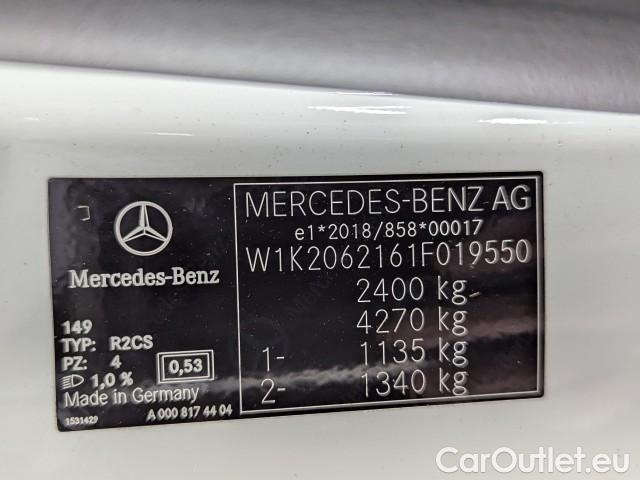 Mercedes-Benz
149
TYP: R2CS
PZ: 4
0,53
1,0 %
Made in Germany
1531429
A 000 817 44 04
MERCEDES-BENZ AG
e1*2018/858*00017
W1K2062161F019550
2400 kg
4270 kg
1- 1135 kg
2- 1340 kg
CarOutlet.eu